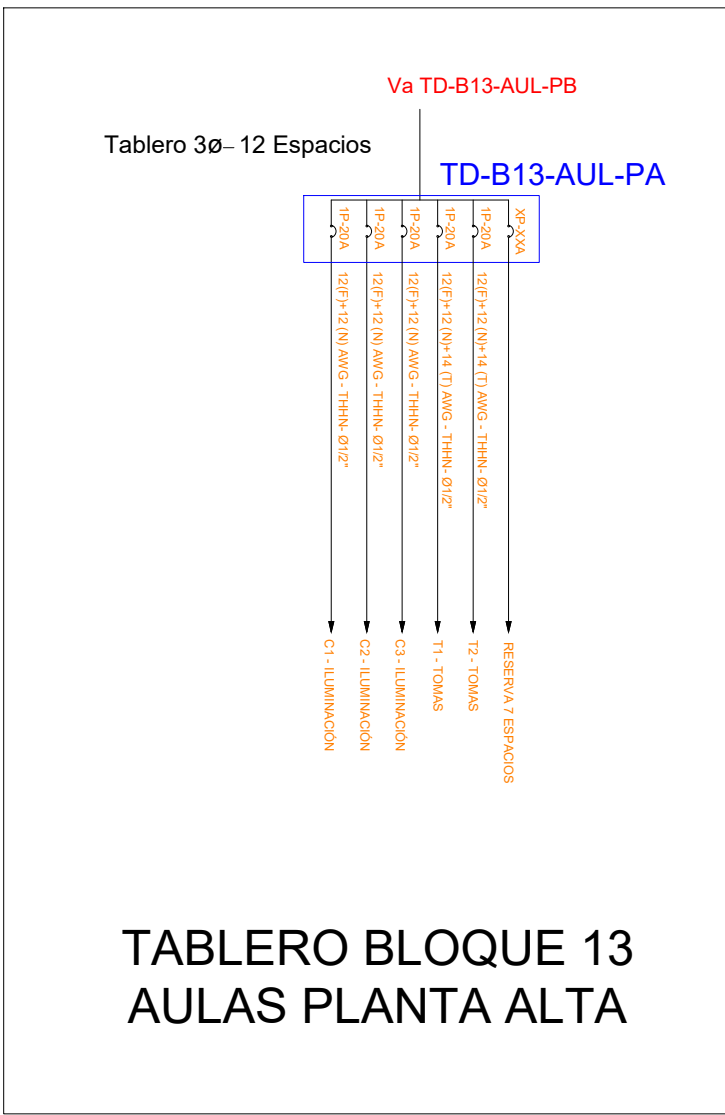 Va TD-B13-AUL-PB
Tablero 3ø– 12 Espacios
TD-B13-AUL-PA
1P-20A
1P-20A
1P-20A
1P-20A
1P-20A
XP-XXA
12(F)+12 (N) AWG - THHN- Ø1/2"
12(F)+12 (N) AWG - THHN- Ø1/2"
12(F)+12 (N) AWG - THHN- Ø1/2"
12(F)+12 (N)+14 (T) AWG - THHN- Ø1/2"
12(F)+12 (N)+14 (T) AWG - THHN- Ø1/2"
C1 - ILUMINACIÓN
C2 - ILUMINACIÓN
C3 - ILUMINACIÓN
T1 - TOMAS
T2 - TOMAS
RESERVA 7 ESPACIOS
TABLERO BLOQUE 13
AULAS PLANTA ALTA